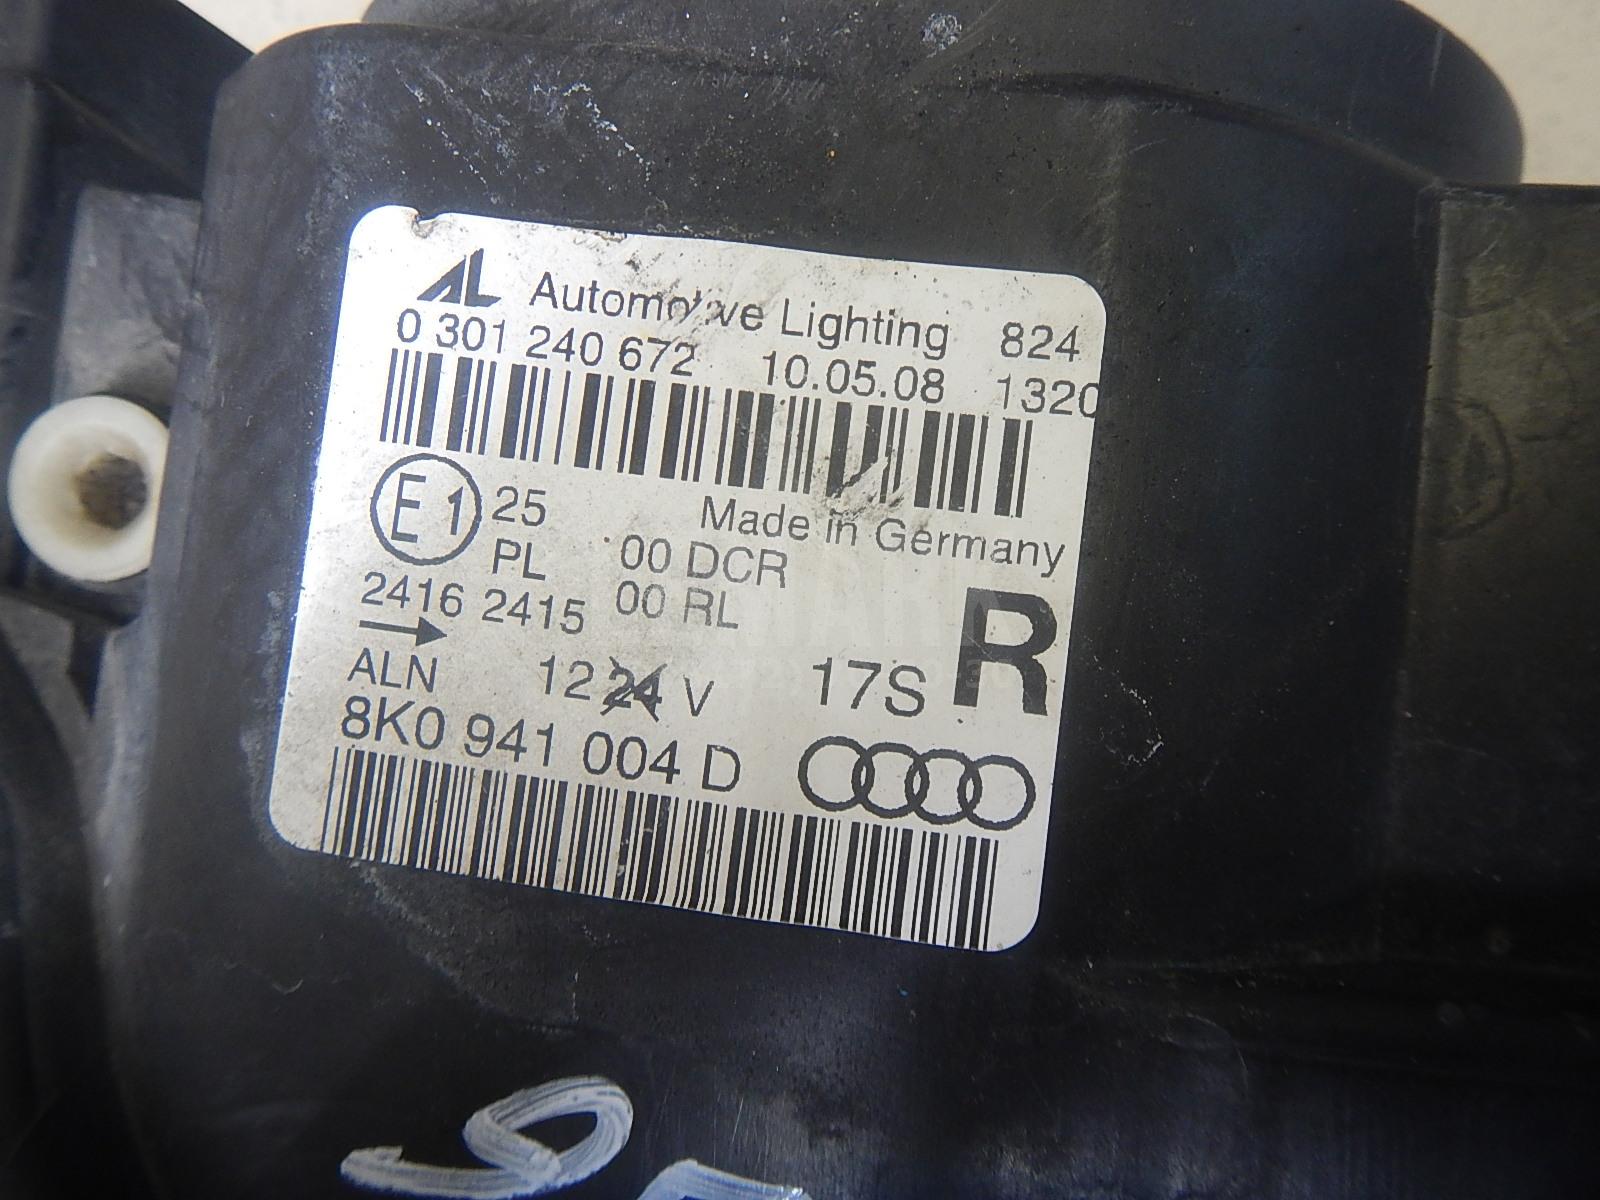 AL Automotive Lighting 824
0 301 240 672 10.05.08 1320
E1 25 Made in Germany
PL 00 DCR
2416 2415 00 RL R
→
ALN 12 24 V 17S
8K0 941 004 D